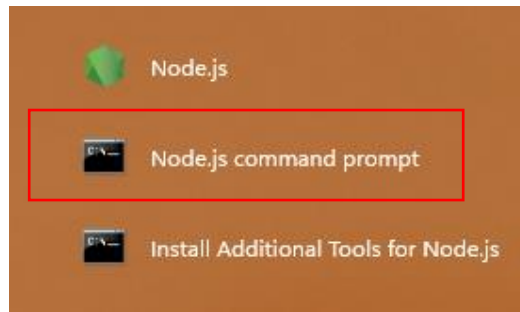 Node.js
Node.js command prompt
Install Additional Tools for Node.js